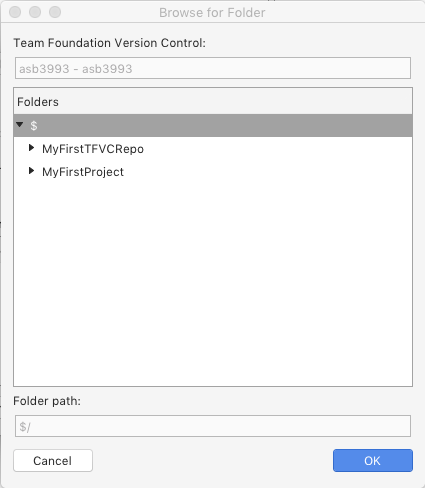 Browse for Folder
Team Foundation Version Control:
asb3993 - asb3993
Folders
$
MyFirstTFVCRepo
MyFirstProject
Folder path:
$/
Cancel
OK